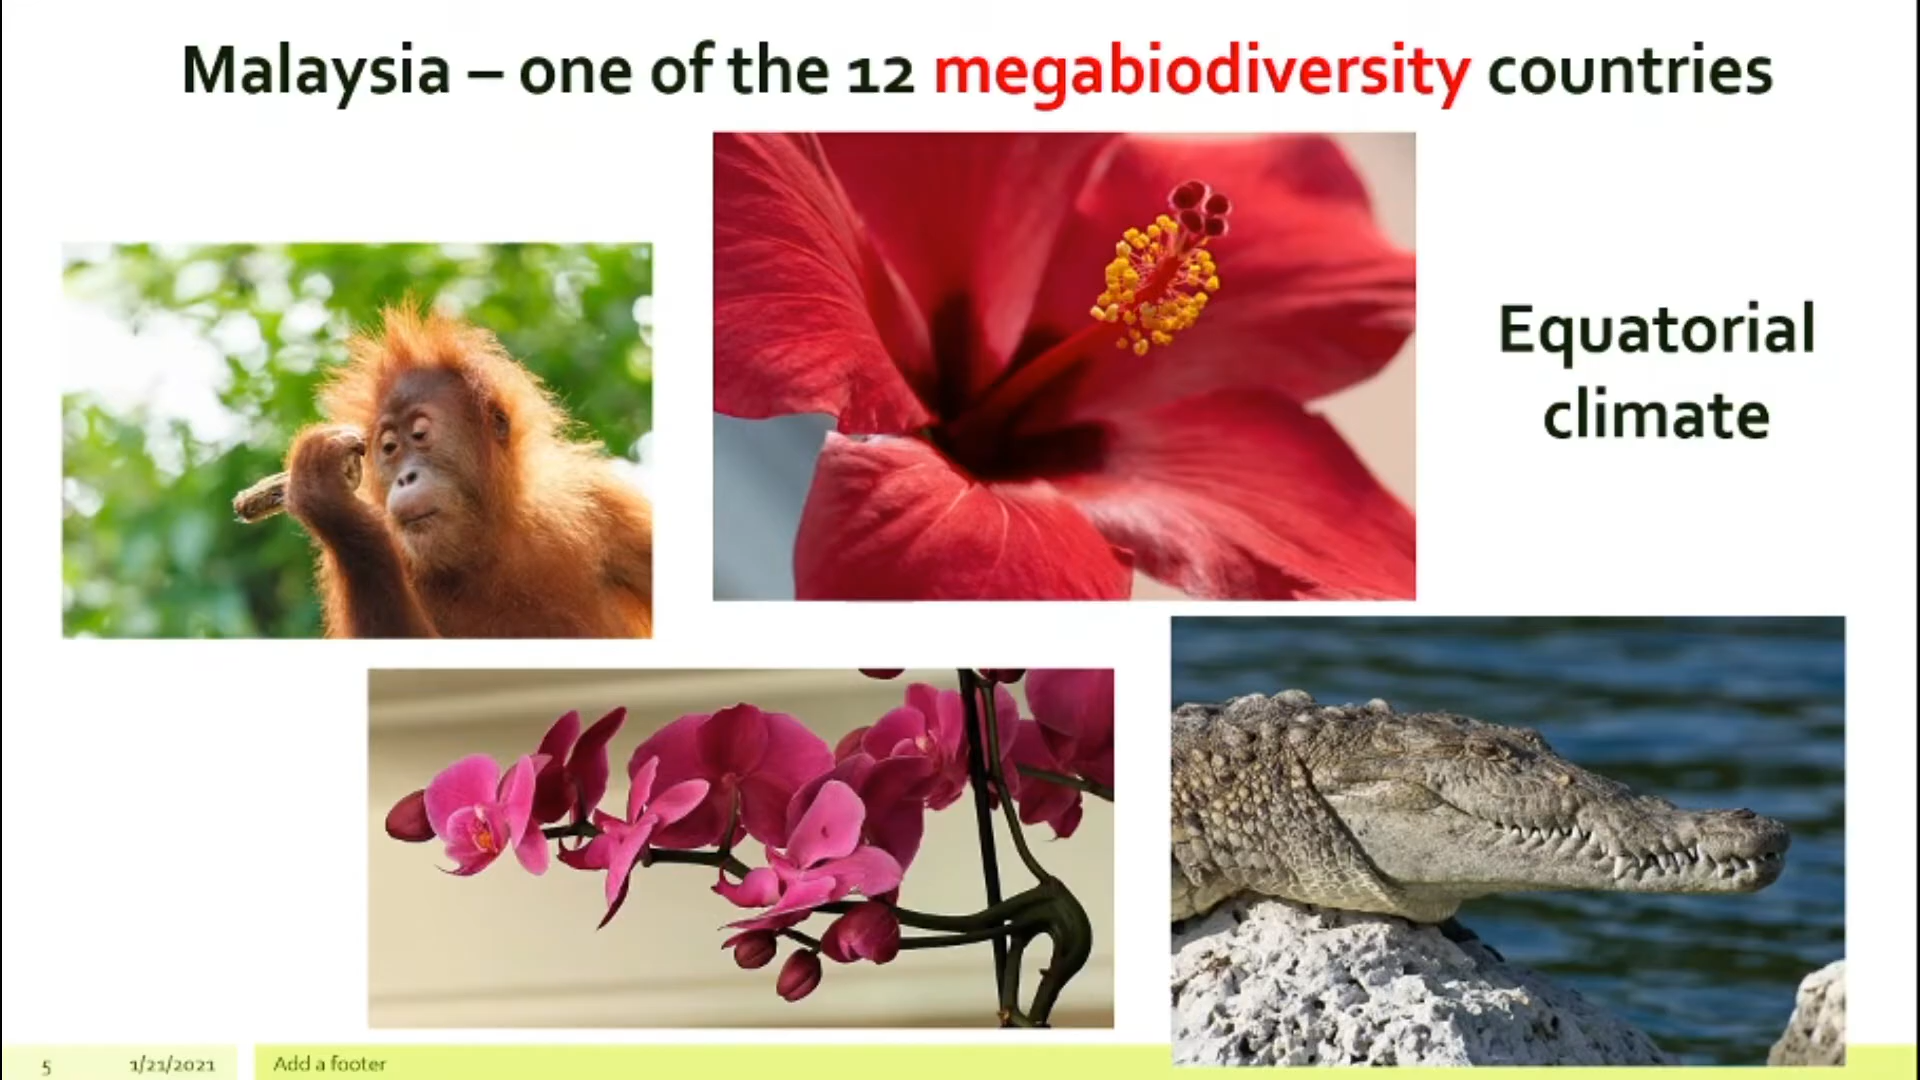 Malaysia – one of the 12 megabiodiversity countries
Equatorial
climate
5
1/21/2021
Add a footer